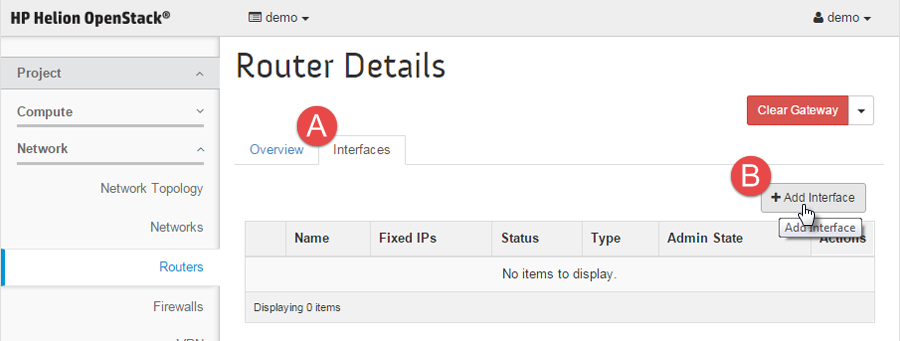 HP Helion OpenStack® demo demo
Project
Compute
Network
Network Topology
Networks
Routers
Firewalls
VPN
Router Details
Clear Gateway
A
Overview Interfaces
B
+ Add Interface
Add Interface
Name Fixed IPs Status Type Admin State Actions
No items to display.
Displaying 0 items